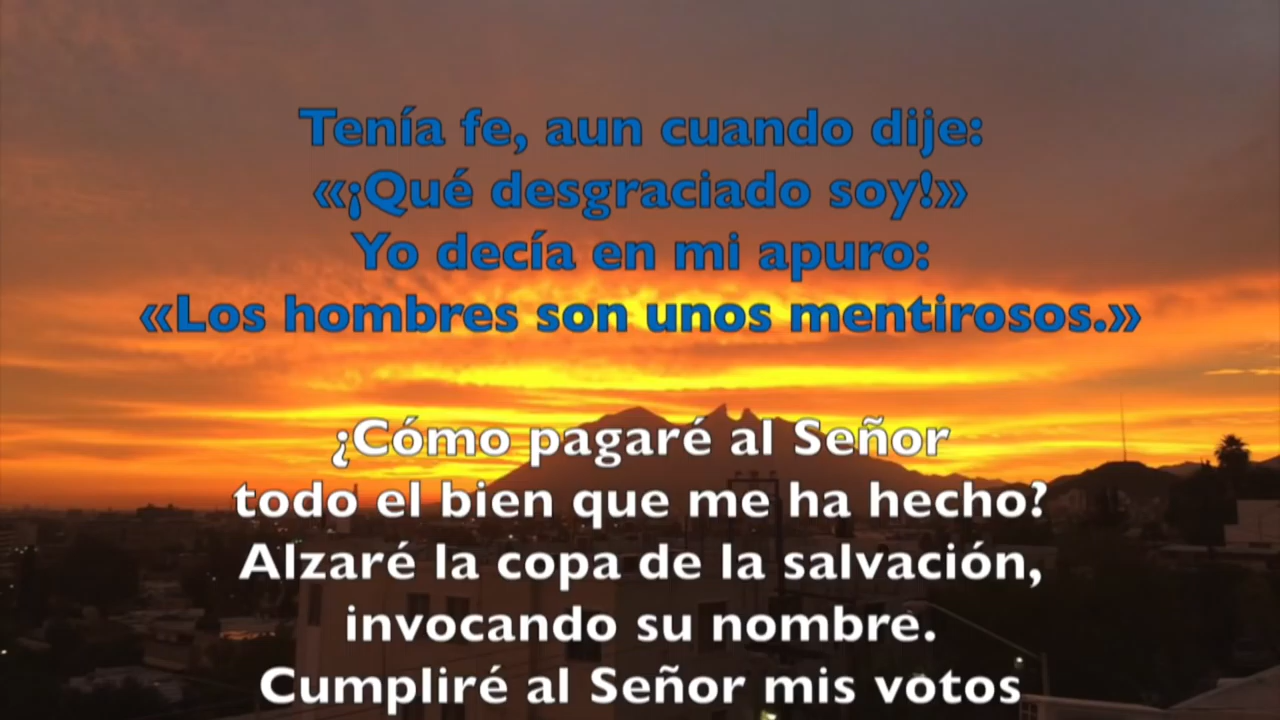 Tenía fe, aun cuando dije:
«¡Qué desgraciado soy!»
Yo decía en mi apuro:
«Los hombres son unos mentirosos.»
¿Cómo pagaré al Señor
todo el bien que me ha hecho?
Alzaré la copa de la salvación,
invocando su nombre.
Cumpliré al Señor mis votos